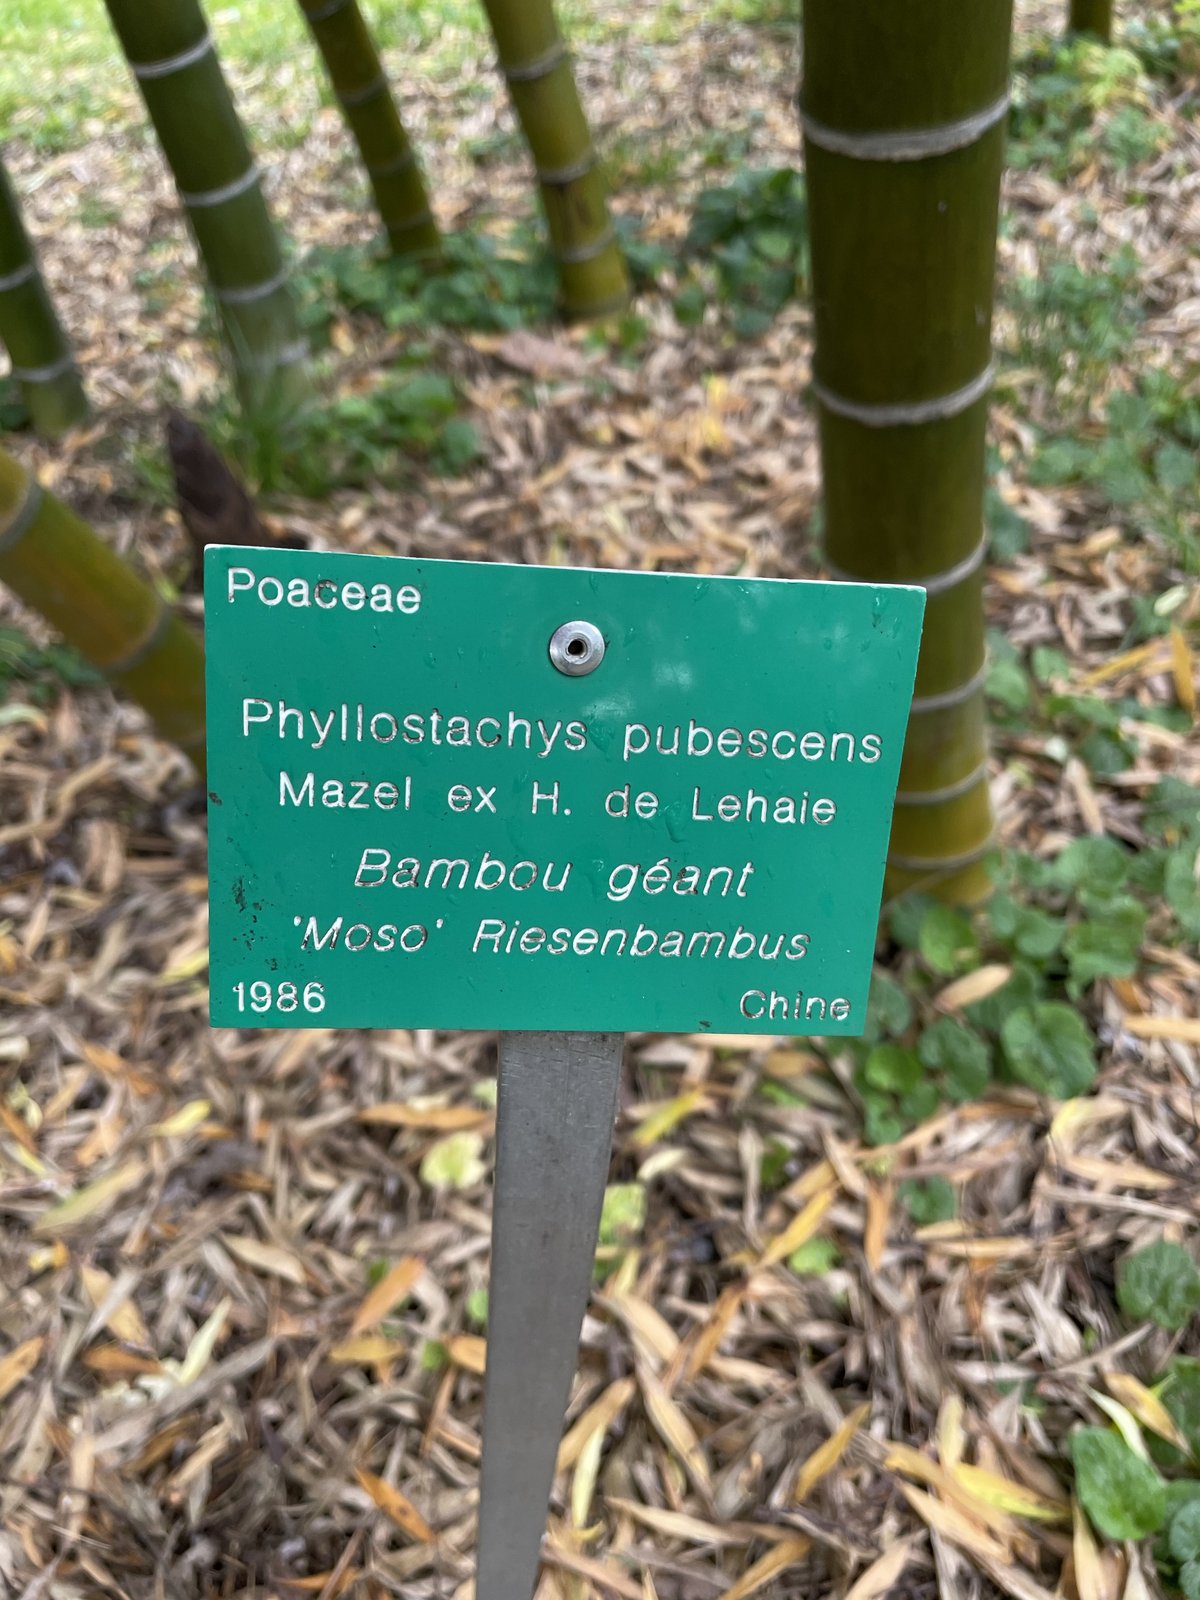 Poaceae
Phyllostachys pubescens
Mazel ex H. de Lehaie
Bambou géant
'Moso' Riesenbambus
1986 Chine